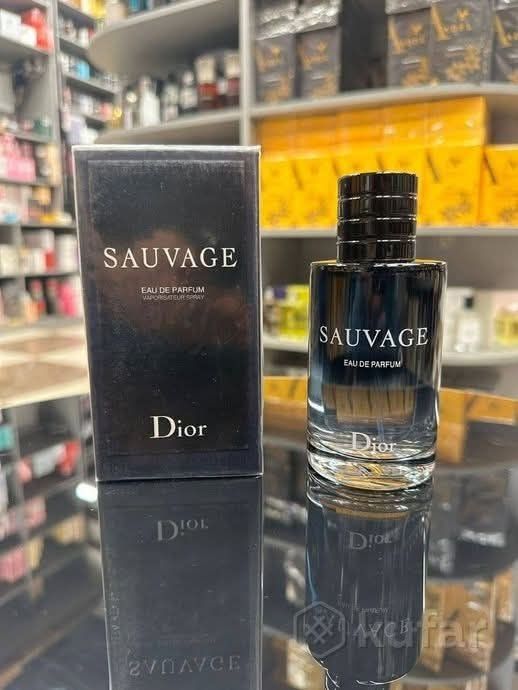 SAUVAGE
EAU DE PARFUM
VAPORISATEUR SPRAY
Dior
SAUVAGE
EAU DE PARFUM
Dior
kufar